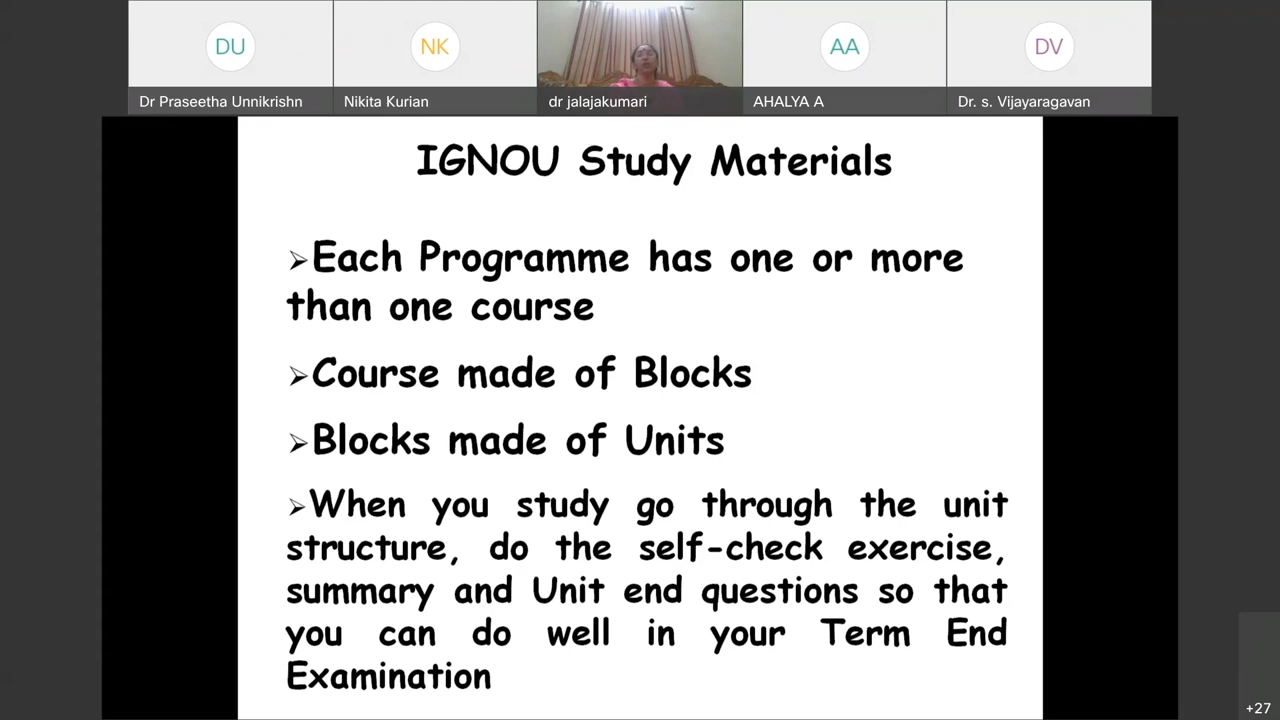 DU
NK
AA
DV
Dr Praseetha Unnikrishn
Nikita Kurian
dr jalajakumari
AHALYA A
Dr. s. Vijayaragavan
IGNOU Study Materials
➢Each Programme has one or more
than one course
➢Course made of Blocks
➢Blocks made of Units
➢When you study go through the unit
structure, do the self-check exercise,
summary and Unit end questions so that
you can do well in your Term End
Examination
+27